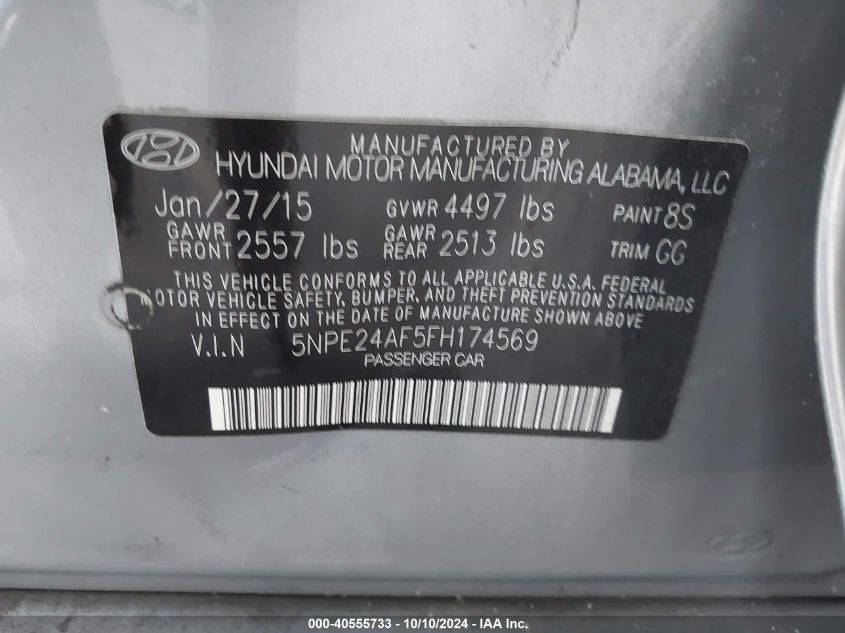 MANUFACTURED BY
HYUNDAI MOTOR MANUFACTURING ALABAMA, LLC
Jan/27/15 GVWR 4497 lbs PAINT 8S
GAWR FRONT 2557 lbs GAWR REAR 2513 lbs TRIM GG
THIS VEHICLE CONFORMS TO ALL APPLICABLE U.S.A. FEDERAL
MOTOR VEHICLE SAFETY, BUMPER, AND THEFT PREVENTION STANDARDS
IN EFFECT ON THE DATE OF MANUFACTURE SHOWN ABOVE
V.I.N 5NPE24AF5FH174569
PASSENGER CAR
000-40555733 - 10/10/2024 - IAA Inc.